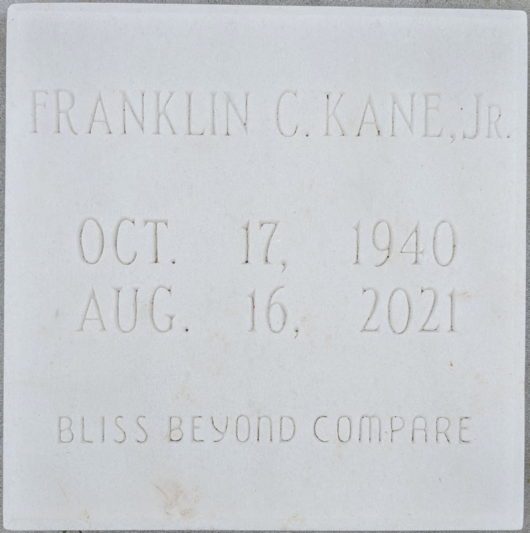 FRANKLIN C. KANE, JR.
OCT. 17, 1940
AUG. 16, 2021
BLISS BEYOND COMPARE